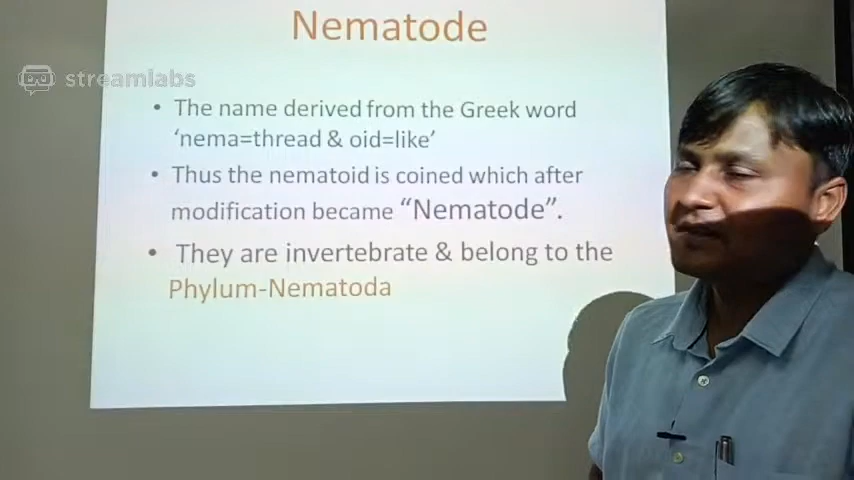 Nematode
streamlabs
• The name derived from the Greek word
‘nema=thread & oid=like’
• Thus the nematoid is coined which after
modification became “Nematode”.
• They are invertebrate & belong to the
Phylum-Nematoda